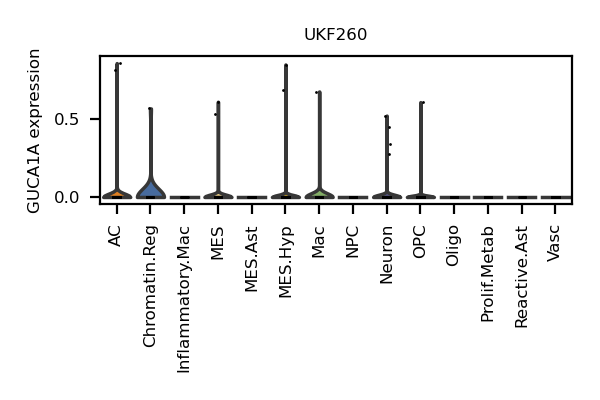 UKF260
GUCA1A expression
0.5
0.0
AC
Chromatin.Reg
Inflammatory.Mac
MES
MES.Ast
MES.Hyp
Mac
NPC
Neuron
OPC
Oligo
Prolif.Metab
Reactive.Ast
Vasc